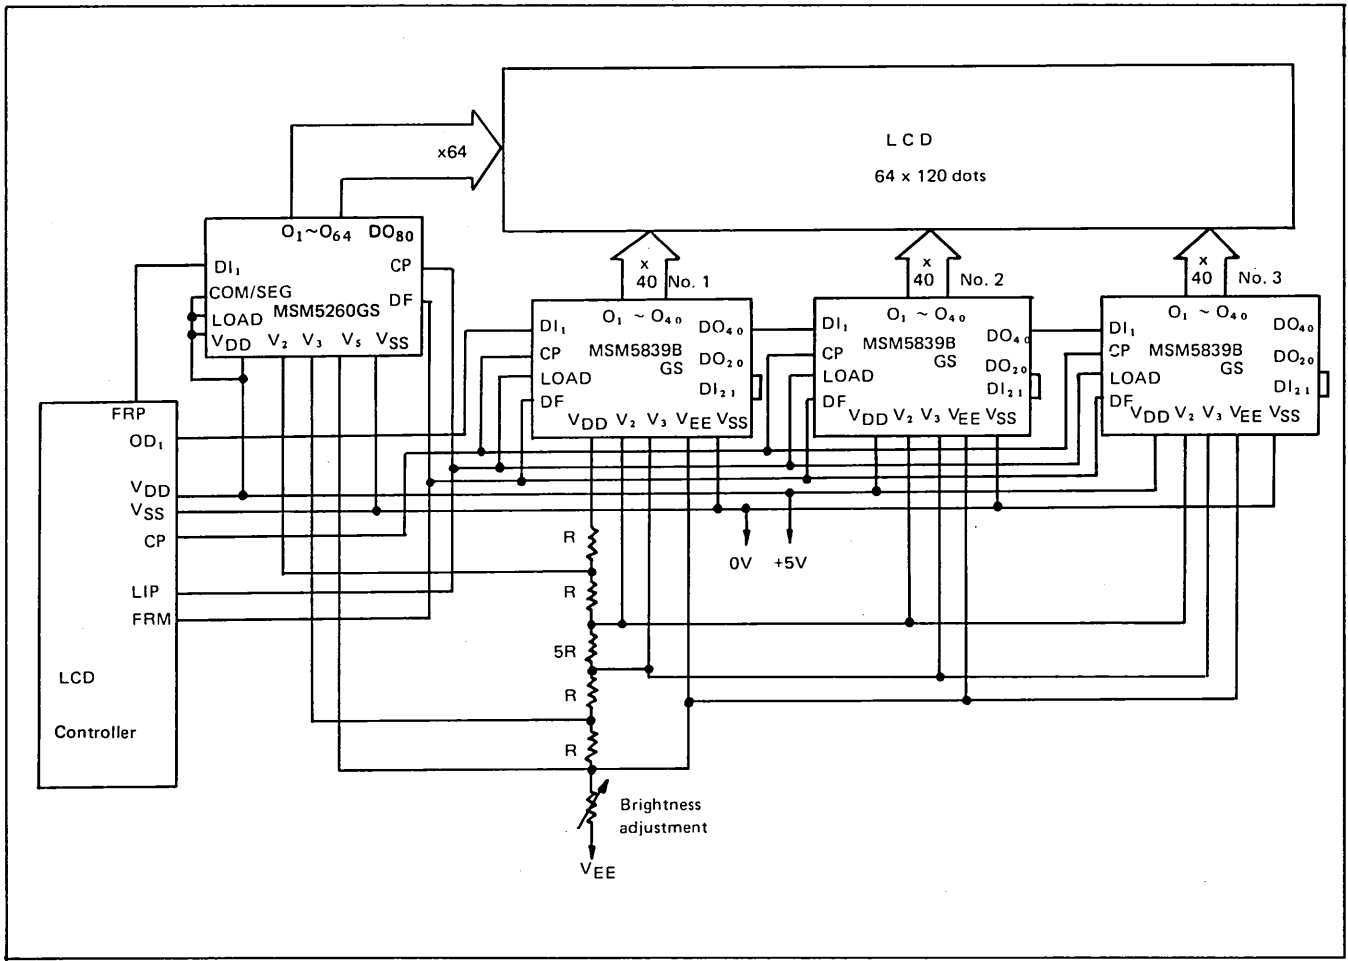 LCD
64 x 120 dots
x64
O1~O64 DO80
DI1 CP
COM/SEG DF
MSM5260GS
LOAD
VDD V2 V3 V5 VSS
x
40 No. 1
x
40 No. 2
x
40 No. 3
O1 ~ O40
DI1 DO40
CP MSM5839B
GS DO20
LOAD DI21
DF
VDD V2 V3 VEE VSS
O1 ~ O40
DI1 DO40
CP MSM5839B
GS DO20
LOAD DI21
DF
VDD V2 V3 VEE VSS
O1 ~ O40
DI1 DO40
CP MSM5839B
GS DO20
LOAD DI21
DF
VDD V2 V3 VEE VSS
FRP
OD1
VDD
VSS
CP
LIP
FRM
LCD
Controller
0V +5V
R
R
5R
R
R
Brightness
adjustment
VEE